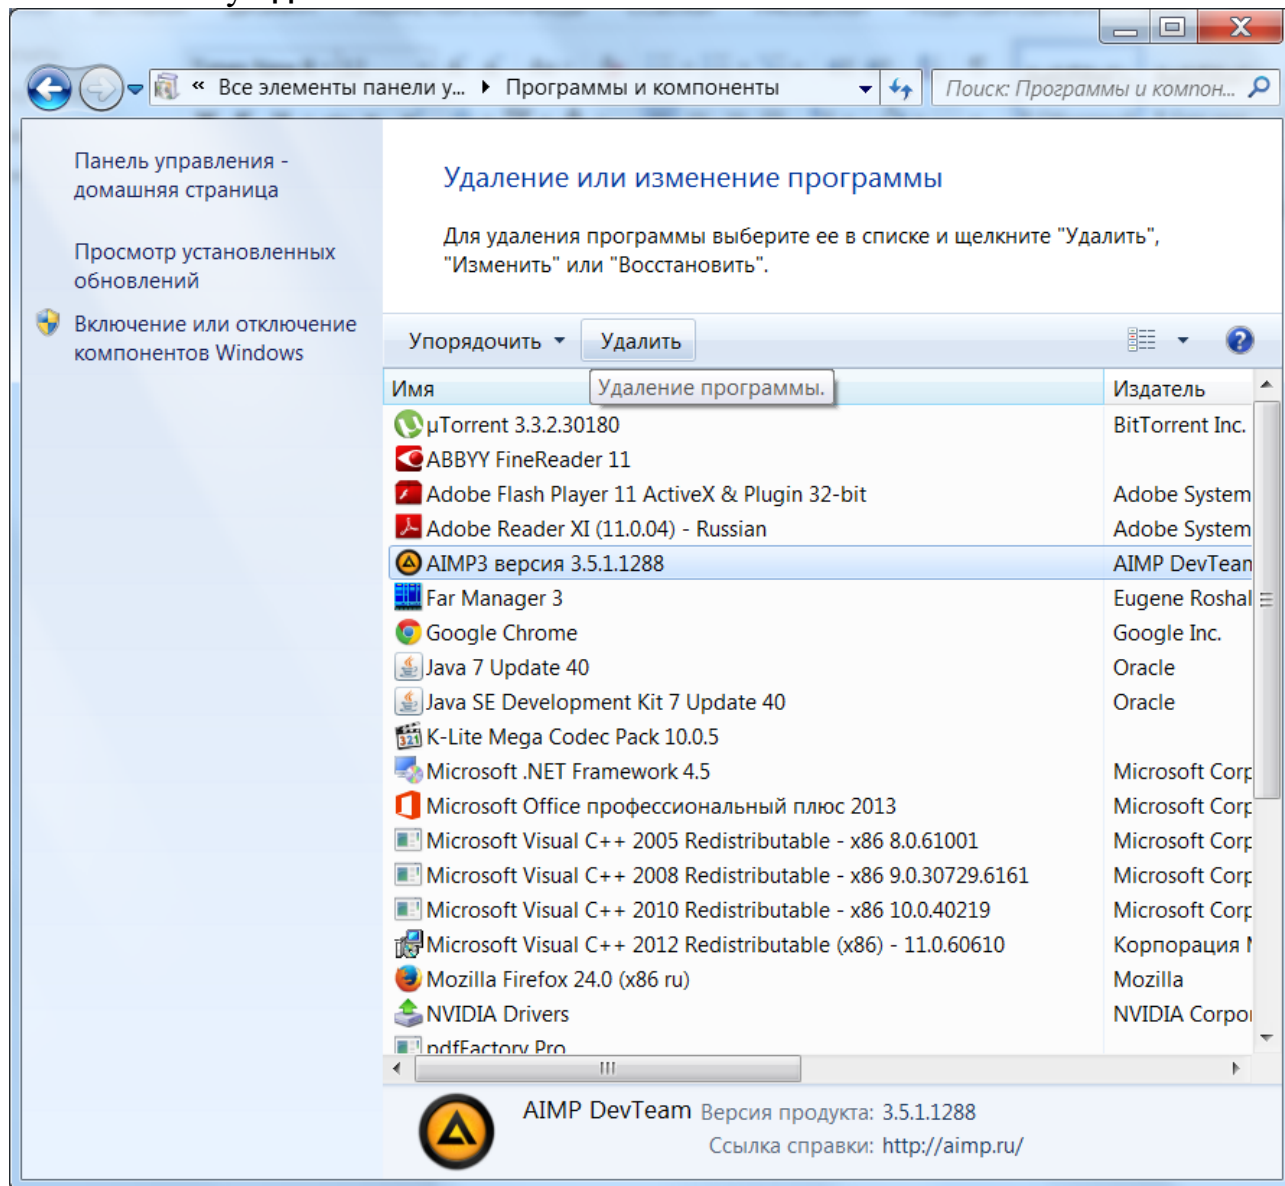 « Все элементы панели у... ▸ Программы и компоненты
Поиск: Программы и компон...
Панель управления -
домашняя страница
Просмотр установленных
обновлений
Включение или отключение
компонентов Windows
Удаление или изменение программы
Для удаления программы выберите ее в списке и щелкните "Удалить",
"Изменить" или "Восстановить".
Упорядочить Удалить
Имя Издатель
Удаление программы.
µTorrent 3.3.2.30180 BitTorrent Inc.
ABBYY FineReader 11
Adobe Flash Player 11 ActiveX & Plugin 32-bit Adobe System
Adobe Reader XI (11.0.04) - Russian Adobe System
AIMP3 версия 3.5.1.1288 AIMP DevTean
Far Manager 3 Eugene Roshal
Google Chrome Google Inc.
Java 7 Update 40 Oracle
Java SE Development Kit 7 Update 40 Oracle
K-Lite Mega Codec Pack 10.0.5
Microsoft .NET Framework 4.5 Microsoft Corp
Microsoft Office профессиональный плюс 2013 Microsoft Corp
Microsoft Visual C++ 2005 Redistributable - x86 8.0.61001 Microsoft Corp
Microsoft Visual C++ 2008 Redistributable - x86 9.0.30729.6161 Microsoft Corp
Microsoft Visual C++ 2010 Redistributable - x86 10.0.40219 Microsoft Corp
Microsoft Visual C++ 2012 Redistributable (x86) - 11.0.60610 Корпорация
Mozilla Firefox 24.0 (x86 ru) Mozilla
NVIDIA Drivers NVIDIA Corpo
pdfFactory Pro
AIMP DevTeam Версия продукта: 3.5.1.1288
Ссылка справки: http://aimp.ru/